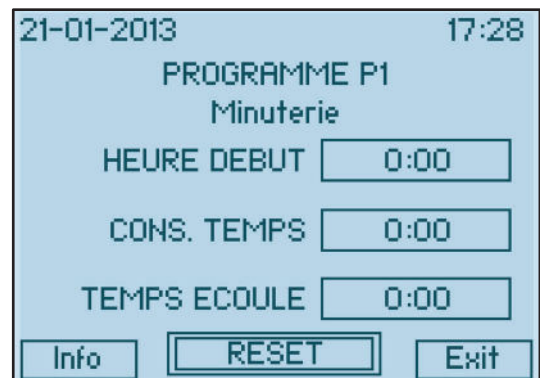 21-01-2013 17:28
PROGRAMME P1
Minuterie
HEURE DEBUT 0:00
CONS. TEMPS 0:00
TEMPS ECOULE 0:00
Info RESET Exit